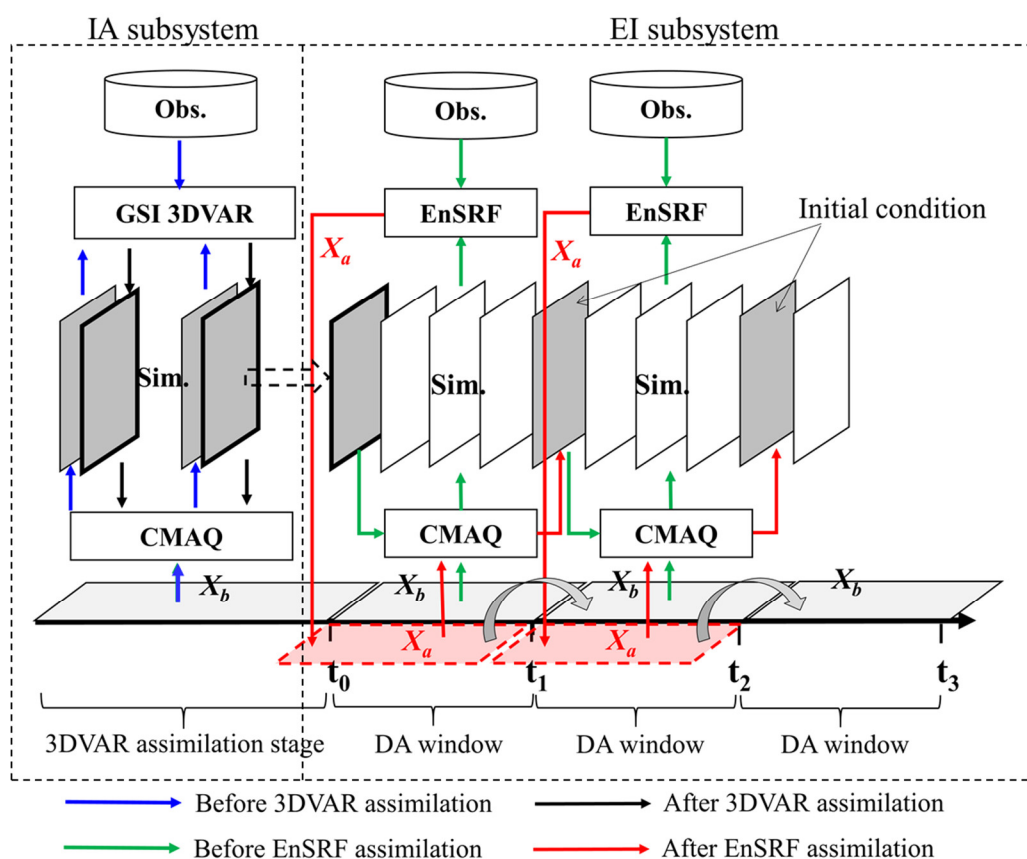 IA subsystem
EI subsystem
Obs.
Obs.
Obs.
GSI 3DVAR
EnSRF
EnSRF
Initial condition
Xa
Xa
Sim.
Sim.
Sim.
CMAQ
CMAQ
CMAQ
Xb
Xb
Xb
Xb
Xa
Xa
t0
t1
t2
t3
3DVAR assimilation stage
DA window
DA window
DA window
Before 3DVAR assimilation
After 3DVAR assimilation
Before EnSRF assimilation
After EnSRF assimilation